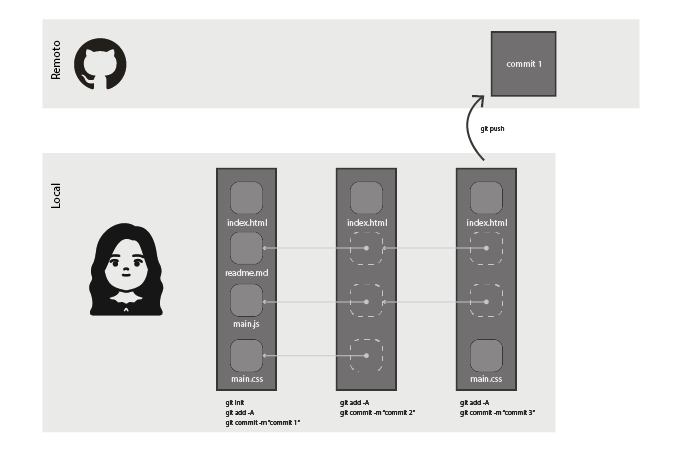 Remoto
commit 1
git push
Local
index.html
index.html
index.html
readme.md
main.js
main.css
main.css
git init
git add -A
git commit -m "commit 1"
git add -A
git commit -m "commit 2"
git add -A
git commit -m "commit 3"